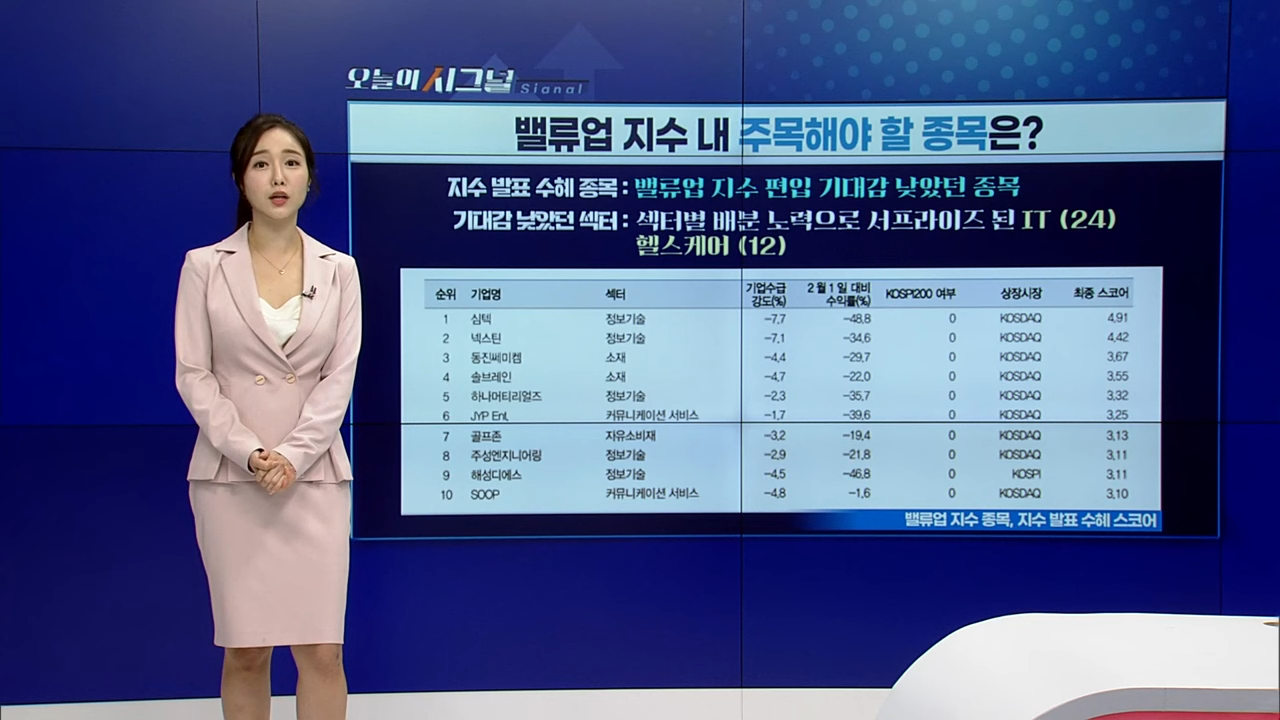 오늘의 시그널 Signal
밸류업 지수 내 주목해야 할 종목은?
지수 발표 수혜 종목 : 밸류업 지수 편입 기대감 낮았던 종목
기대감 낮았던 섹터 : 섹터별 배분 노력으로 서프라이즈 된 IT (24)
헬스케어 (12)
순위 기업명 섹터 기업수급 강도(%) 2월 1일 대비 수익률(%) KOSPI200 여부 상장시장 최종 스코어
1 심텍 정보기술 -7.7 -48.8 0 KOSDAQ 4.91
2 넥스틴 정보기술 -7.1 -34.6 0 KOSDAQ 4.42
3 동진쎄미켐 소재 -4.4 -29.7 0 KOSDAQ 3.67
4 솔브레인 소재 -4.7 -22.0 0 KOSDAQ 3.55
5 하나머티리얼즈 정보기술 -2.3 -35.7 0 KOSDAQ 3.32
6 JYP Ent. 커뮤니케이션 서비스 -1.7 -39.6 0 KOSDAQ 3.25
7 골프존 자유소비재 -3.2 -19.4 0 KOSDAQ 3.13
8 주성엔지니어링 정보기술 -2.9 -21.8 0 KOSDAQ 3.11
9 해성디에스 정보기술 -4.5 -46.8 0 KOSPI 3.11
10 SOOP 커뮤니케이션 서비스 -4.8 -1.6 0 KOSDAQ 3.10
밸류업 지수 종목, 지수 발표 수혜 스코어